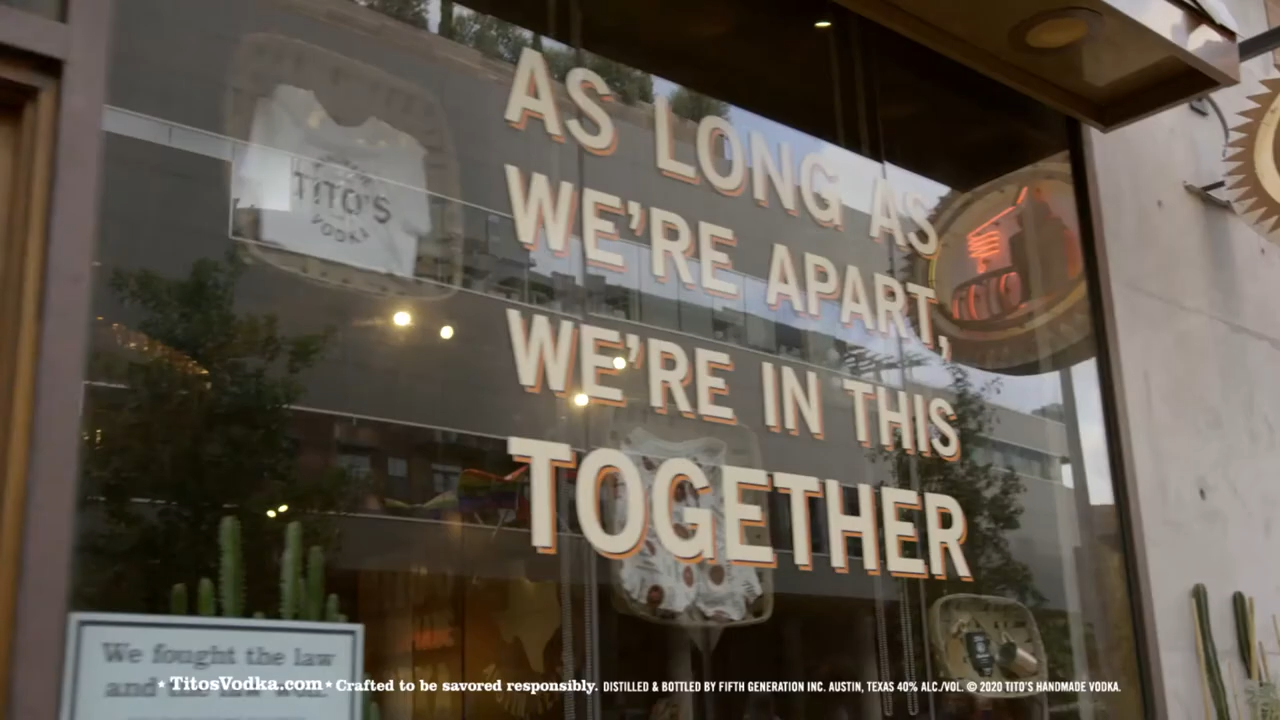 TITO'S
VODKA
AS LONG AS
WE'RE APART,
WE'RE IN THIS
TOGETHER
We fought the law
and
★ TitosVodka.com ★ Crafted to be savored responsibly. DISTILLED & BOTTLED BY FIFTH GENERATION INC. AUSTIN, TEXAS 40% ALC./VOL. © 2020 TITO'S HANDMADE VODKA.